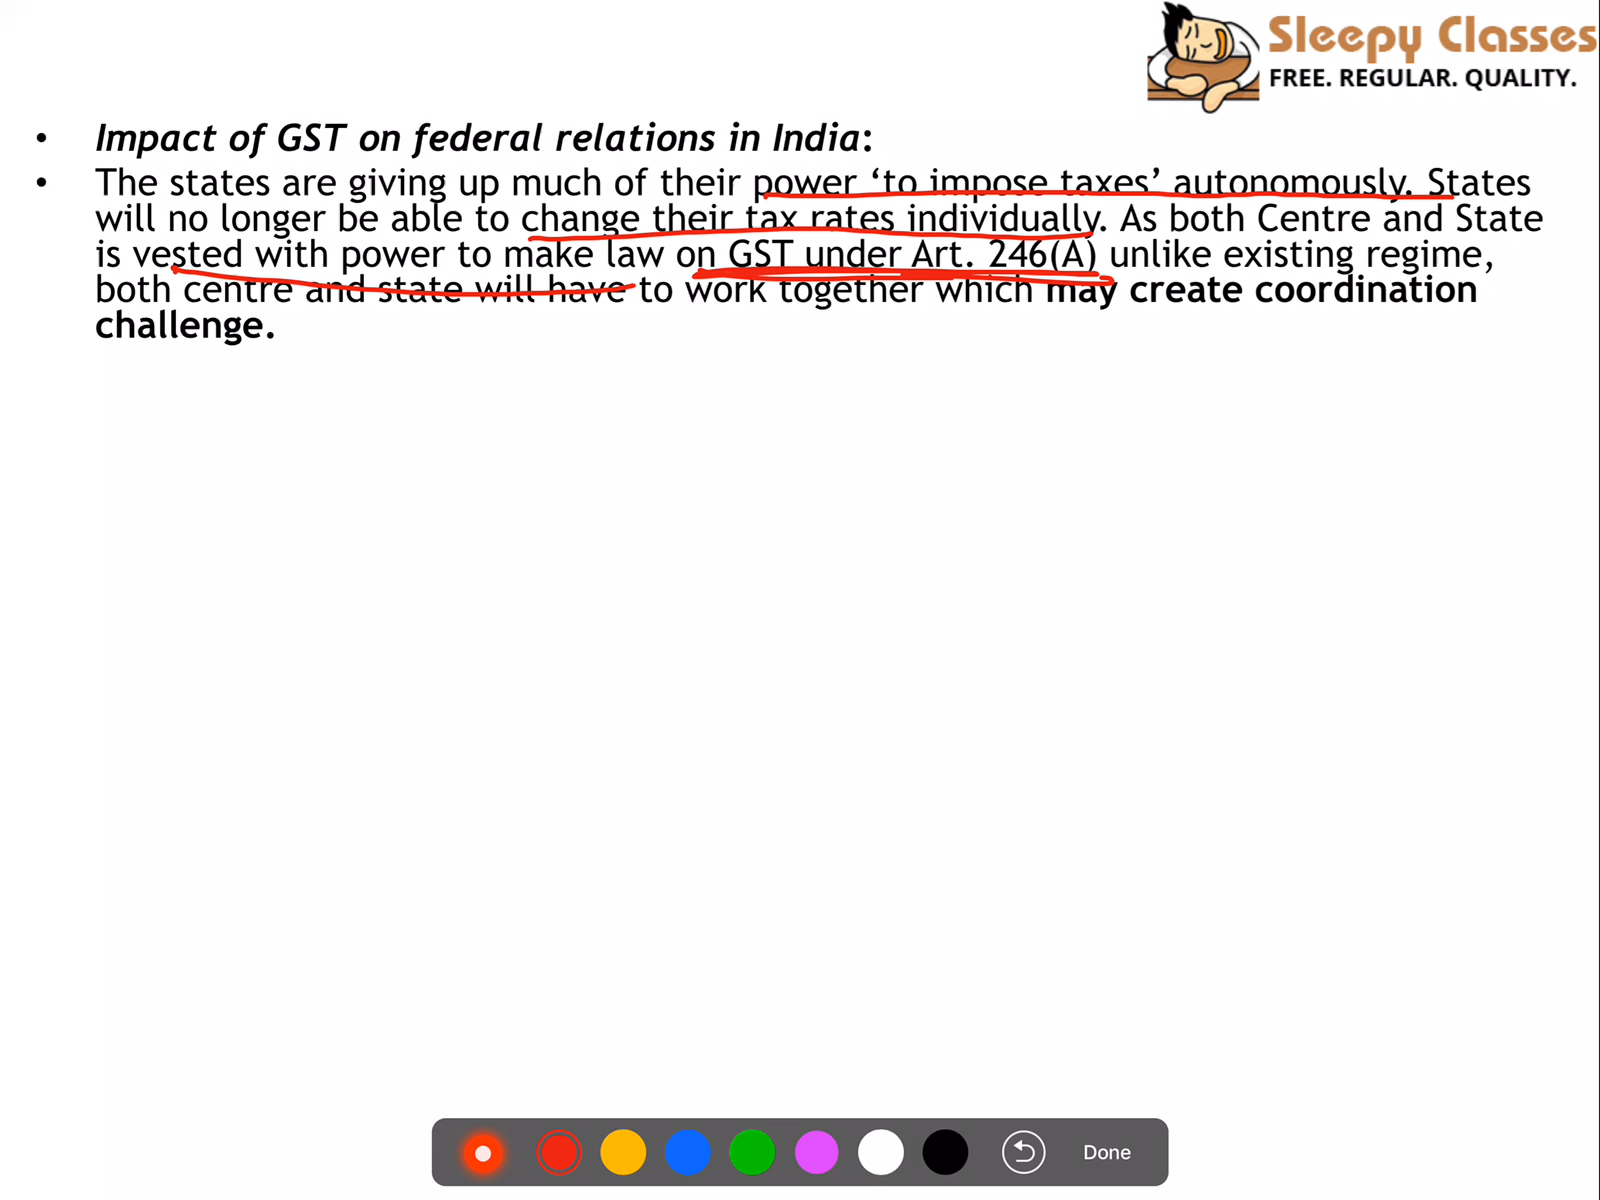 Sleepy Classes
FREE. REGULAR. QUALITY.
• Impact of GST on federal relations in India:
• The states are giving up much of their power ‘to impose taxes’ autonomously. States
will no longer be able to change their tax rates individually. As both Centre and State
is vested with power to make law on GST under Art. 246(A) unlike existing regime,
both centre and state will have to work together which may create coordination
challenge.
Done